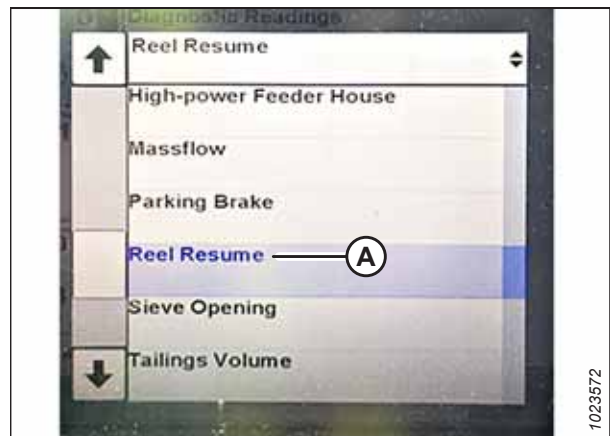 Diagnostic Readings
Reel Resume
High-power Feeder House
Massflow
Parking Brake
Reel Resume
A
Sieve Opening
Tailings Volume
1023572